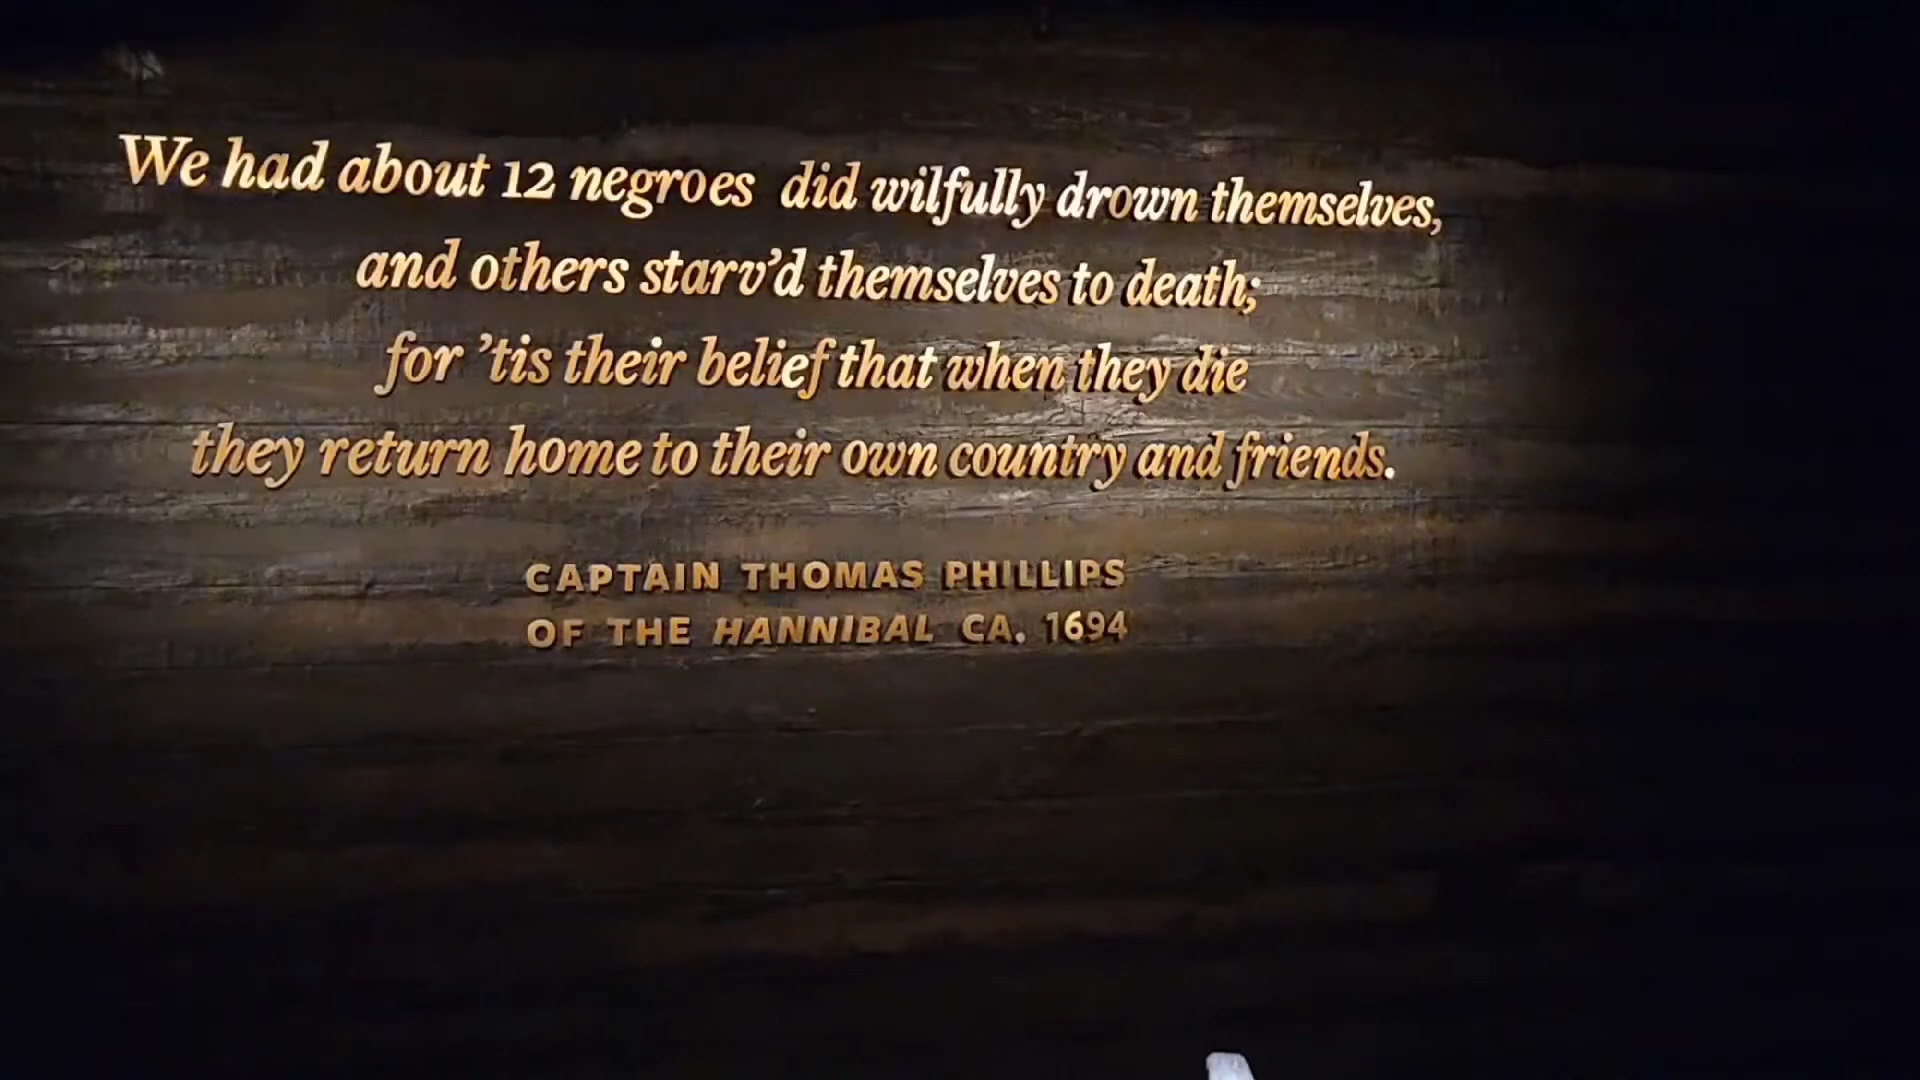 We had about 12 negroes did wilfully drown themselves,
and others starv’d themselves to death;
for ’tis their belief that when they die
they return home to their own country and friends.
CAPTAIN THOMAS PHILLIPS
OF THE HANNIBAL CA. 1694